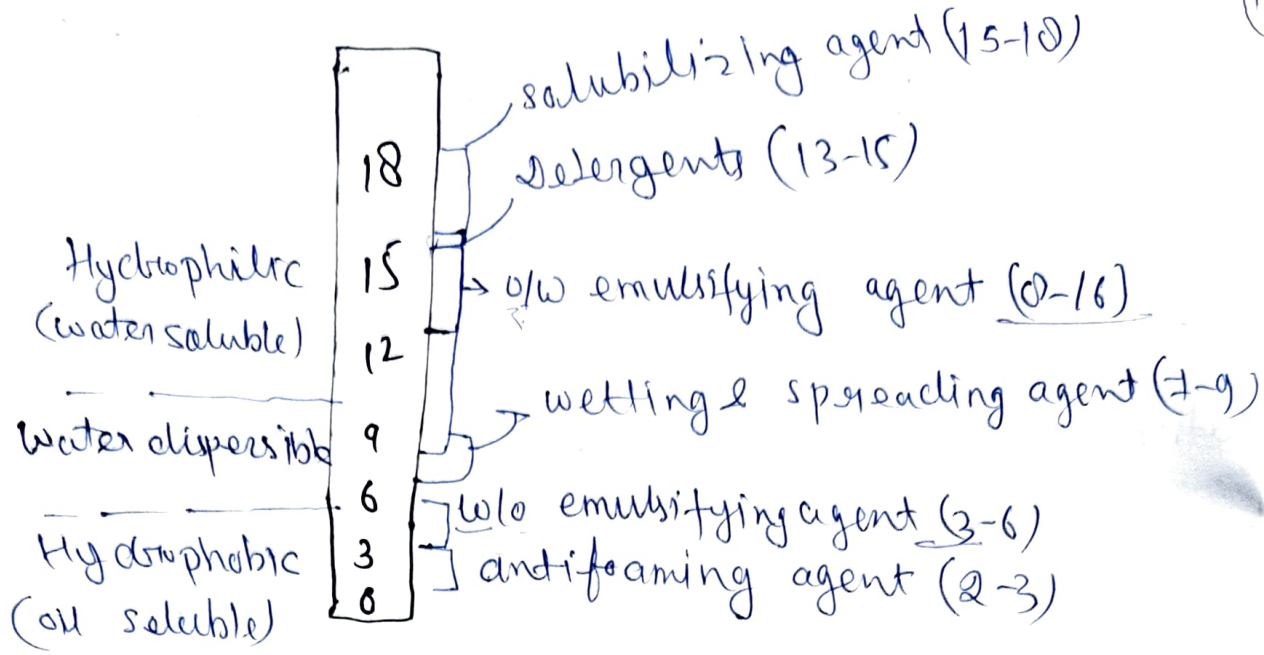 solubilizing agent (15-18)
18
Detergents (13-15)
Hydrophilic
(water soluble)
15
o/w emulsifying agent (8-16)
12
wetting & spreading agent (7-9)
Water dispersible
9
6
w/o emulsifying agent (3-6)
Hydrophobic
(oil soluble)
3
antifoaming agent (2-3)
0